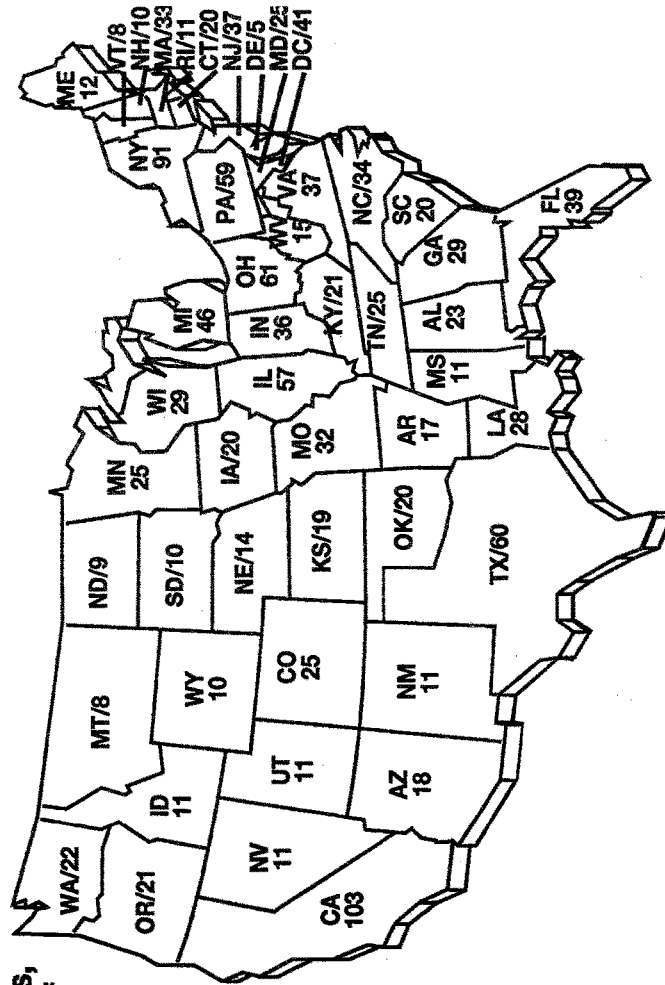 s,
WA/22
OR/21
CA
103
NV
11
ID
11
MT/8
WY
10
UT
11
AZ
18
CO
25
NM
11
ND/9
SD/10
NE/14
KS/19
OK/20
TX/60
MN
25
IA/20
MO
32
AR
17
LA
28
WI
29
IL
57
MS
11
MI
46
IN
36
KY/21
TN/25
AL
23
OH
61
WV
15
GA
29
FL
139
SC
20
NC/34
VA
37
PA/59
NY
91
ME
12
VT/8
NH/10
MA/33
RI/11
CT/20
NJ/37
DE/5
MD/25
DC/41